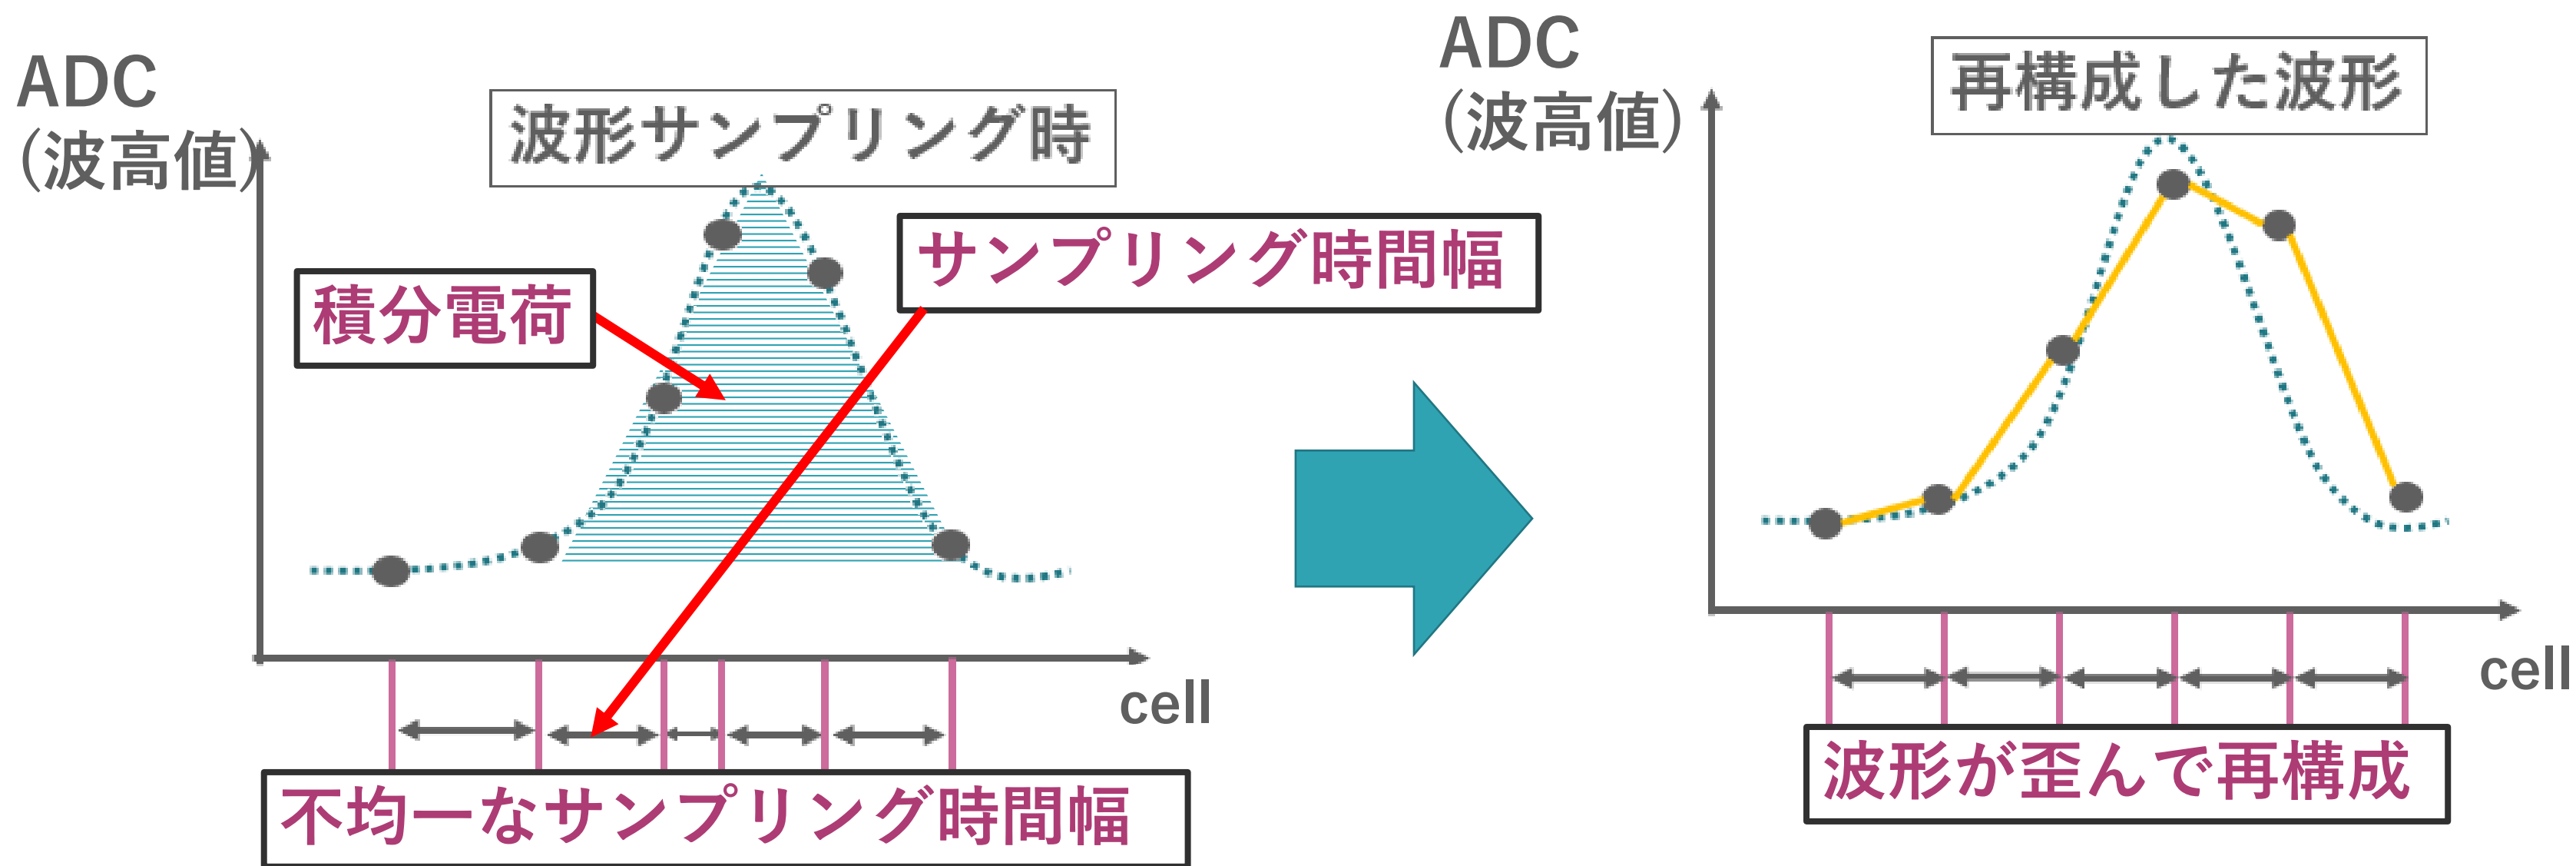 ADC
(波高値)
波形サンプリング時
サンプリング時間幅
積分電荷
cell
不均一なサンプリング時間幅
ADC
(波高値)
再構成した波形
cell
波形が歪んで再構成